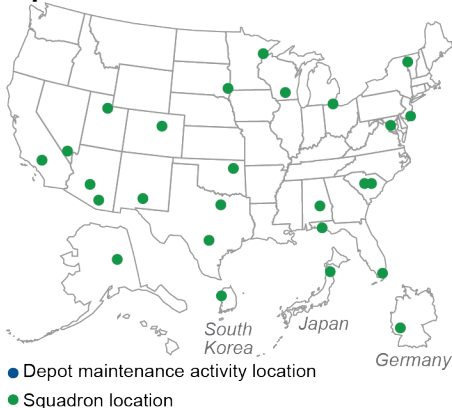 South
Korea
Japan
Germany
Depot maintenance activity location
Squadron location